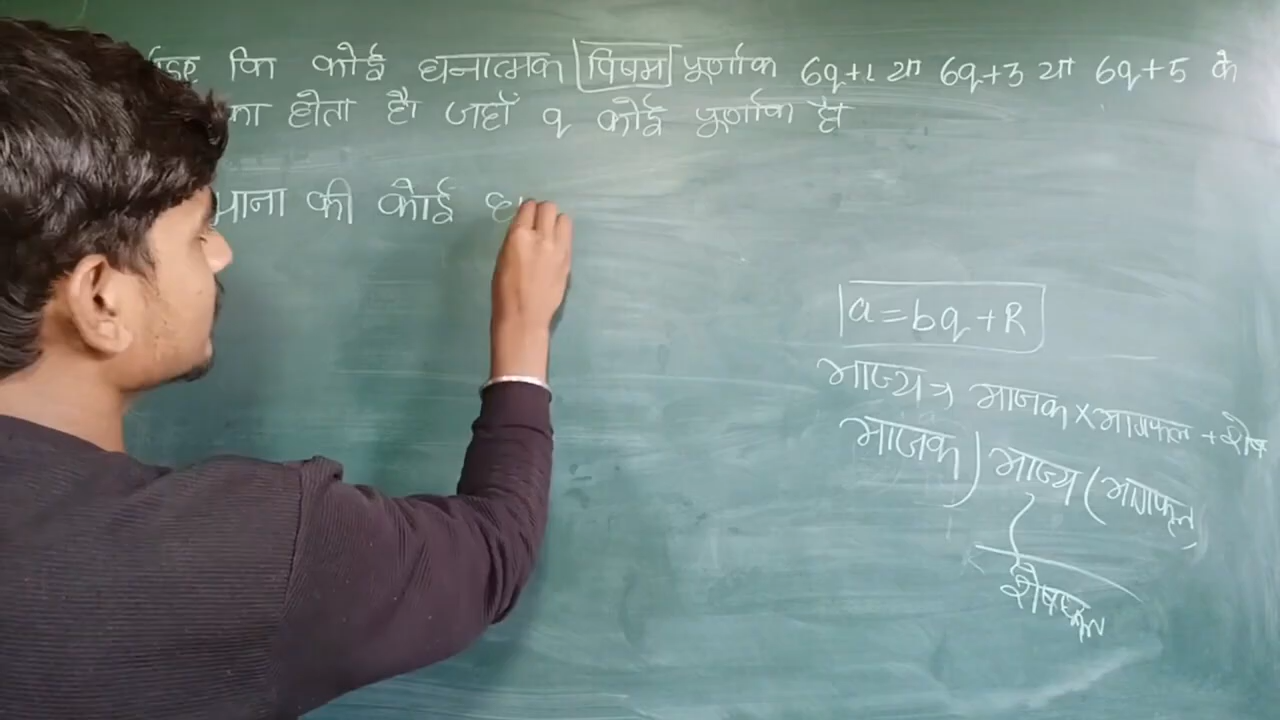 कि कोई धनात्मक विषम पूर्णांक 6q+1 या 6q+3 या 6q+5 के
का होता है। जहाँ q कोई पूर्णांक है।
माना की कोई
a=bq+R
भाज्य → भाजक×भागफल +शेष
भाजक ) भाज्य ( भागफल
शेषफल